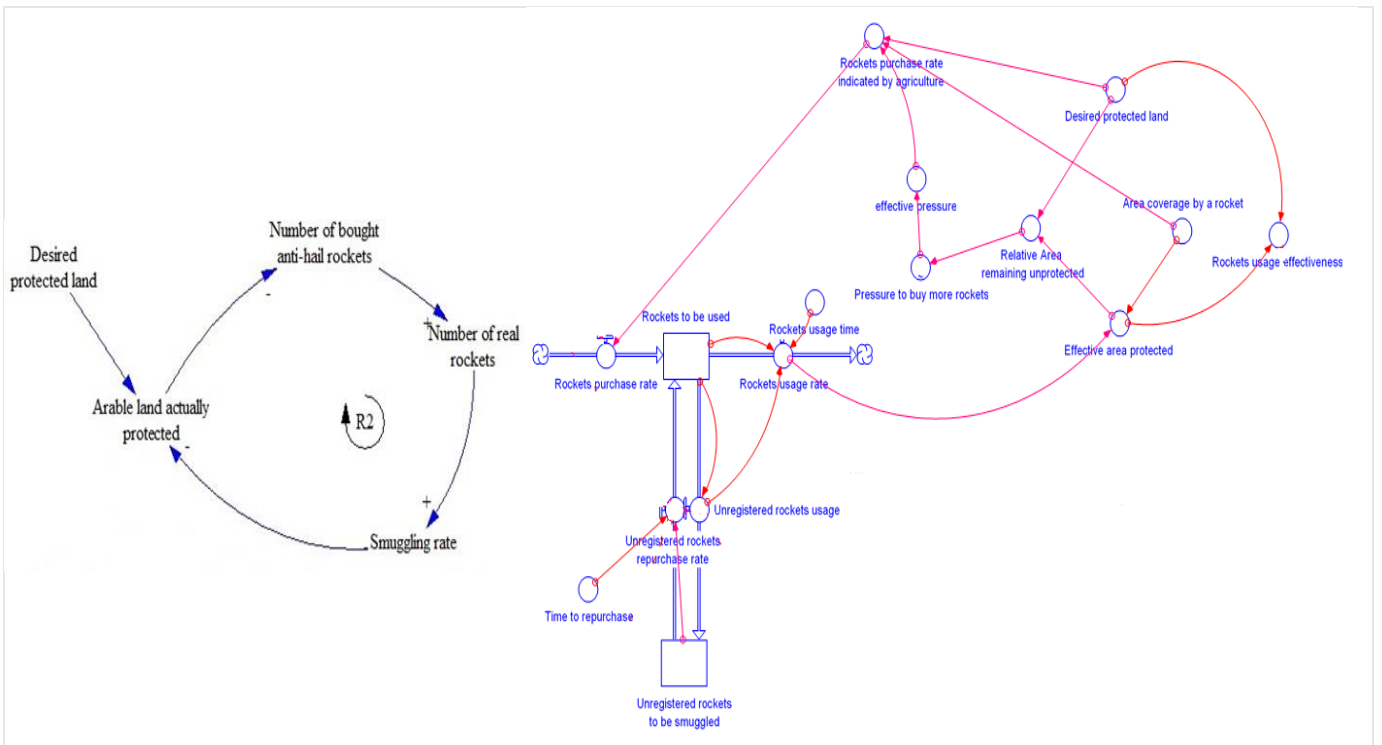 Number of bought
anti-hail rockets
Desired
protected land
-
+
Number of real
rockets
Arable land actually
protected
R2
-
+
Smuggling rate
Rockets purchase rate
indicated by agriculture
Desired protected land
effective pressure
Area coverage by a rocket
Relative Area
remaining unprotected
Rockets usage effectiveness
Pressure to buy more rockets
Rockets to be used
Rockets usage time
Effective area protected
Rockets purchase rate
Rockets usage rate
Unregistered rockets usage
Unregistered rockets
repurchase rate
Time to repurchase
Unregistered rockets
to be smuggled